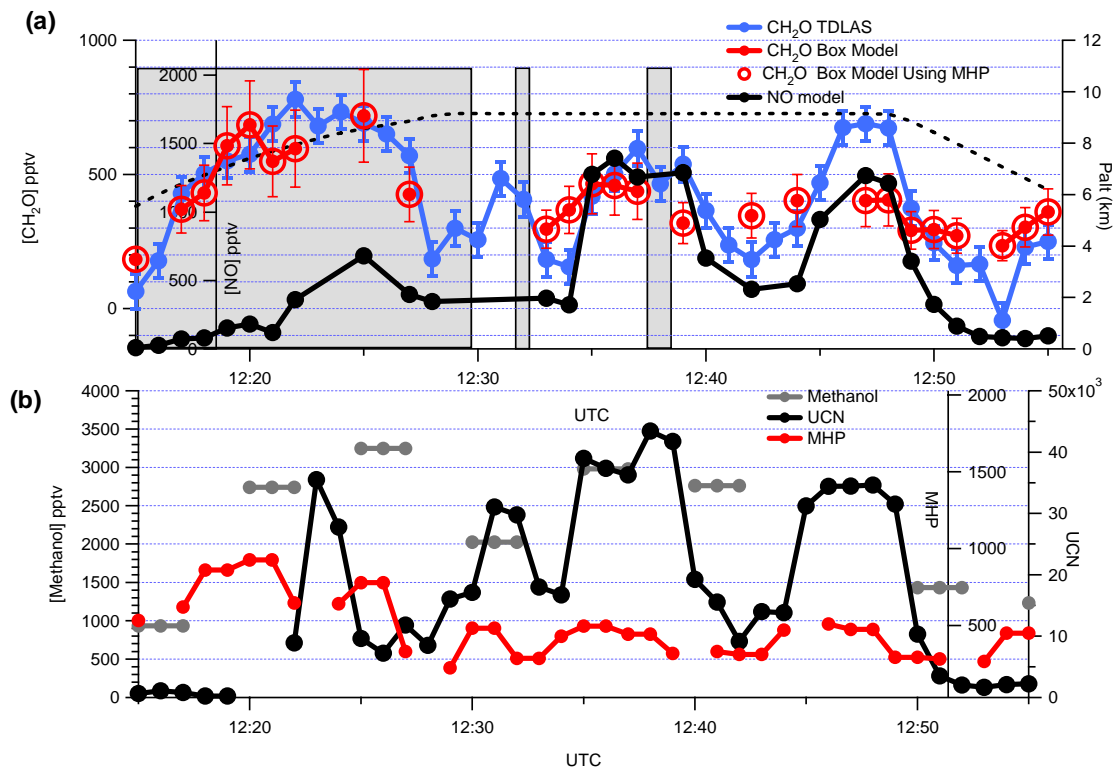 (a)
CH2O TDLAS
CH2O Box Model
CH2O Box Model Using MHP
NO model
1000
500
0
[CH2O] pptv
2000
1500
1000
500
0
[NO] pptv
12
10
8
6
4
2
0
Palt (km)
12:20 12:30 12:40 12:50
UTC
(b)
Methanol
UCN
MHP
4000
3500
3000
2500
2000
1500
1000
500
0
[Methanol] pptv
2000
1500
1000
500
0
MHP
50x10^3
40
30
20
10
0
UCN
12:20 12:30 12:40 12:50
UTC